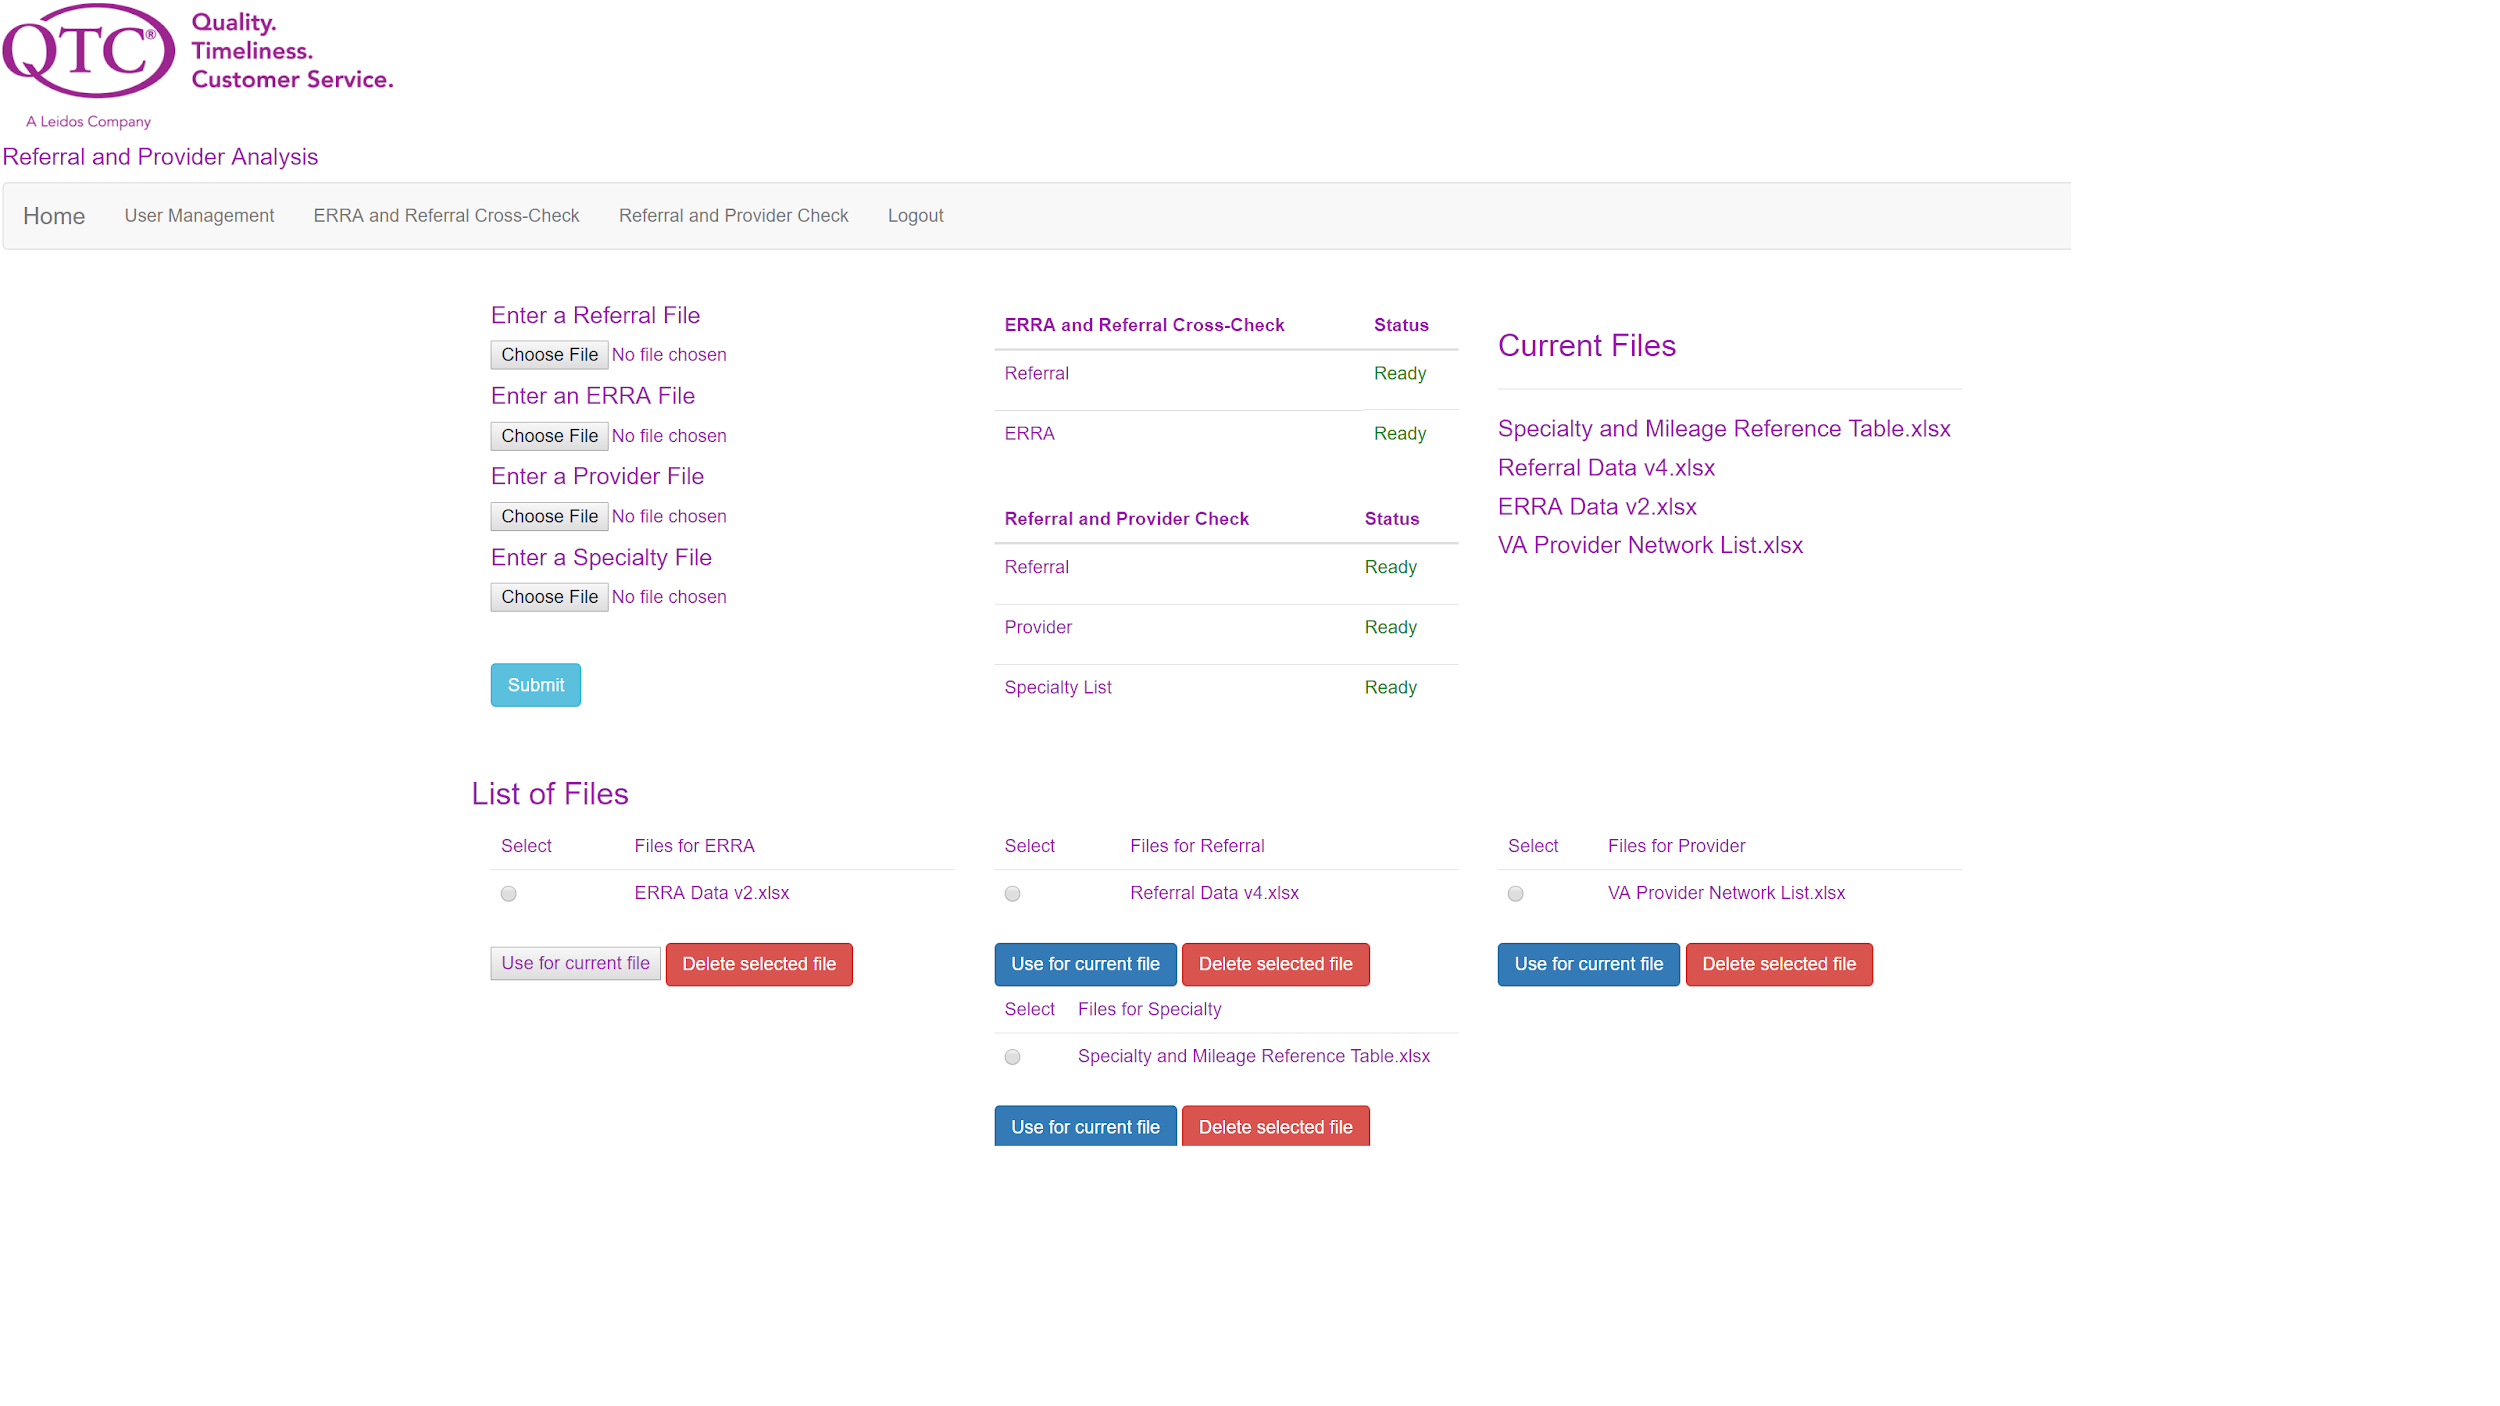 QTC®
Quality.
Timeliness.
Customer Service.
A Leidos Company
Referral and Provider Analysis
Home User Management ERRA and Referral Cross-Check Referral and Provider Check Logout
Enter a Referral File
Choose File No file chosen
Enter an ERRA File
Choose File No file chosen
Enter a Provider File
Choose File No file chosen
Enter a Specialty File
Choose File No file chosen
Submit
ERRA and Referral Cross-Check Status
Referral Ready
ERRA Ready
Referral and Provider Check Status
Referral Ready
Provider Ready
Specialty List Ready
Current Files
Specialty and Mileage Reference Table.xlsx
Referral Data v4.xlsx
ERRA Data v2.xlsx
VA Provider Network List.xlsx
List of Files
Select Files for ERRA
ERRA Data v2.xlsx
Use for current file Delete selected file
Select Files for Referral
Referral Data v4.xlsx
Use for current file Delete selected file
Select Files for Provider
VA Provider Network List.xlsx
Use for current file Delete selected file
Select Files for Specialty
Specialty and Mileage Reference Table.xlsx
Use for current file Delete selected file